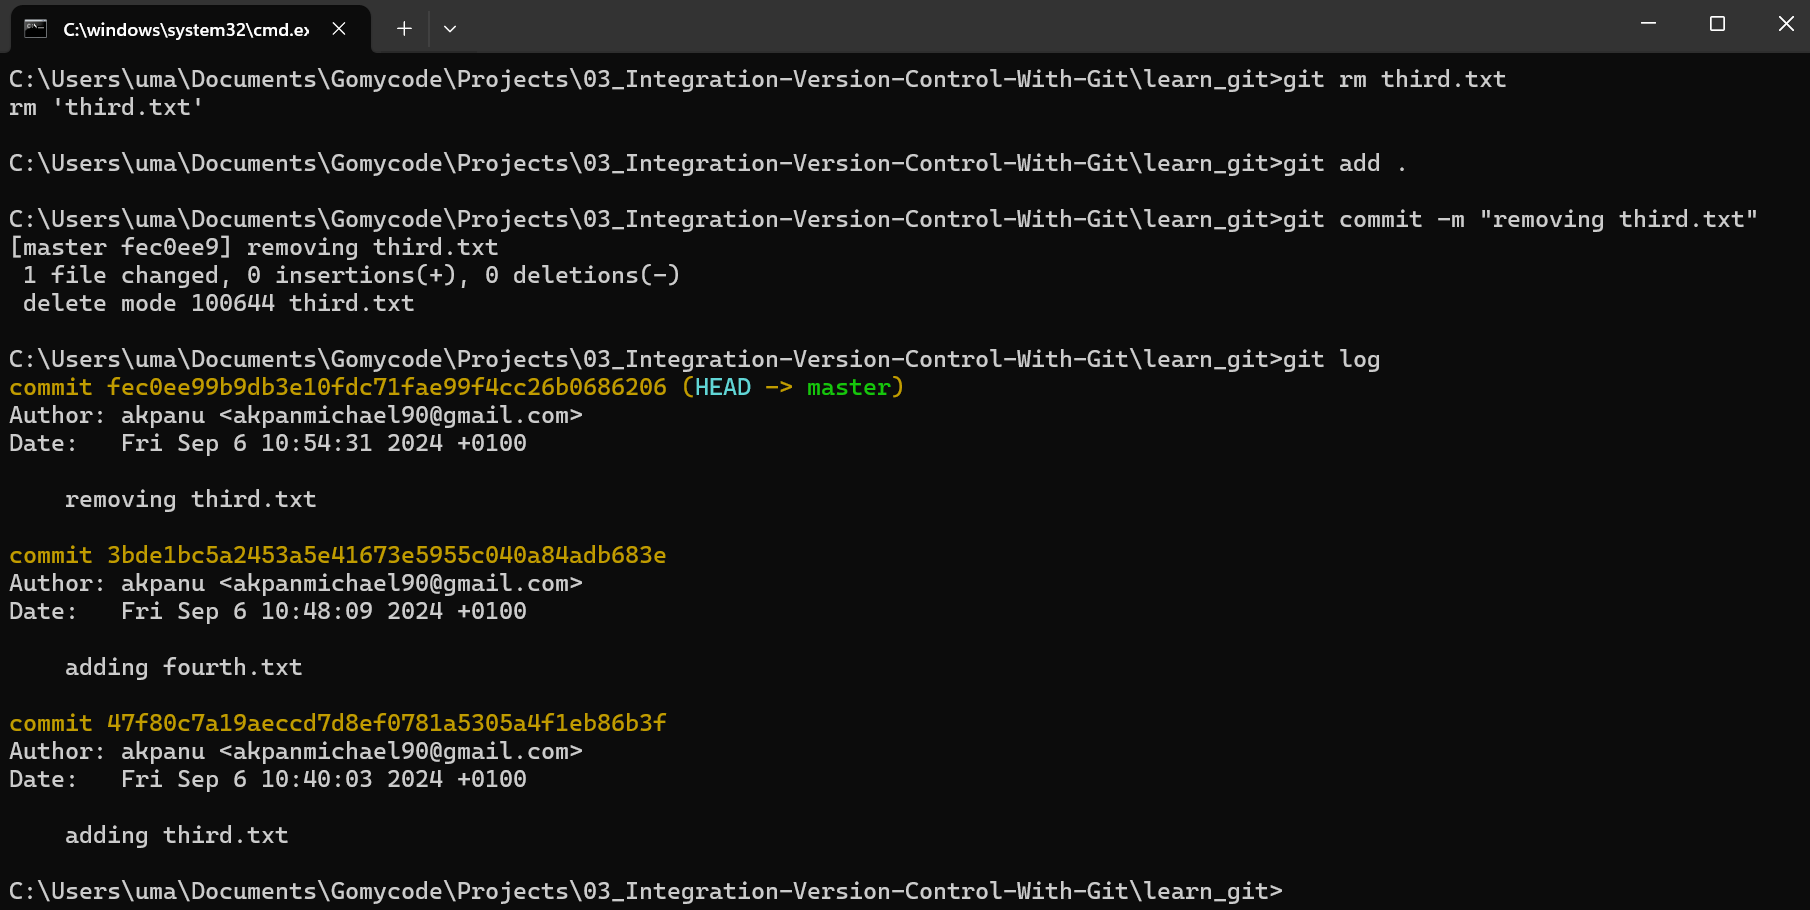 C:\windows\system32\cmd.ex
C:\Users\uma\Documents\Gomycode\Projects\03_Integration-Version-Control-With-Git\learn_git>git rm third.txt
rm 'third.txt'
C:\Users\uma\Documents\Gomycode\Projects\03_Integration-Version-Control-With-Git\learn_git>git add .
C:\Users\uma\Documents\Gomycode\Projects\03_Integration-Version-Control-With-Git\learn_git>git commit -m "removing third.txt"
[master fec0ee9] removing third.txt
 1 file changed, 0 insertions(+), 0 deletions(-)
 delete mode 100644 third.txt
C:\Users\uma\Documents\Gomycode\Projects\03_Integration-Version-Control-With-Git\learn_git>git log
commit fec0ee99b9db3e10fdc71fae99f4cc26b0686206 (HEAD -> master)
Author: akpanu <akpanmichael90@gmail.com>
Date:   Fri Sep 6 10:54:31 2024 +0100
    removing third.txt
commit 3bde1bc5a2453a5e41673e5955c040a84adb683e
Author: akpanu <akpanmichael90@gmail.com>
Date:   Fri Sep 6 10:48:09 2024 +0100
    adding fourth.txt
commit 47f80c7a19aeccd7d8ef0781a5305a4f1eb86b3f
Author: akpanu <akpanmichael90@gmail.com>
Date:   Fri Sep 6 10:40:03 2024 +0100
    adding third.txt
C:\Users\uma\Documents\Gomycode\Projects\03_Integration-Version-Control-With-Git\learn_git>